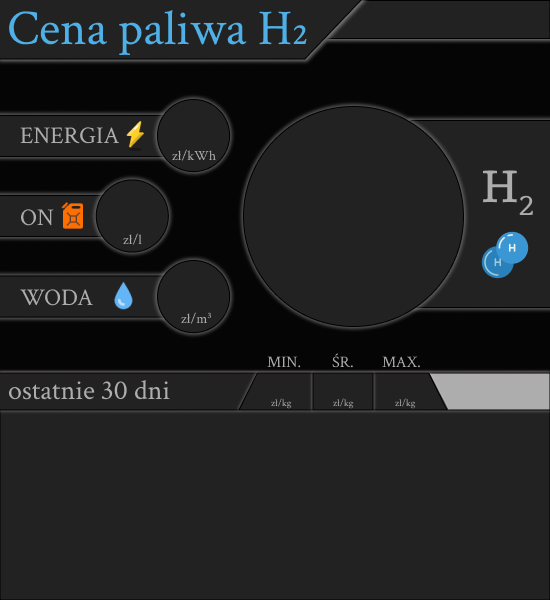 Cena paliwa H₂
ENERGIA
zł/kWh
ON
zł/l
WODA
zł/m³
H₂
H
H
MIN. ŚR. MAX.
ostatnie 30 dni
zł/kg zł/kg zł/kg